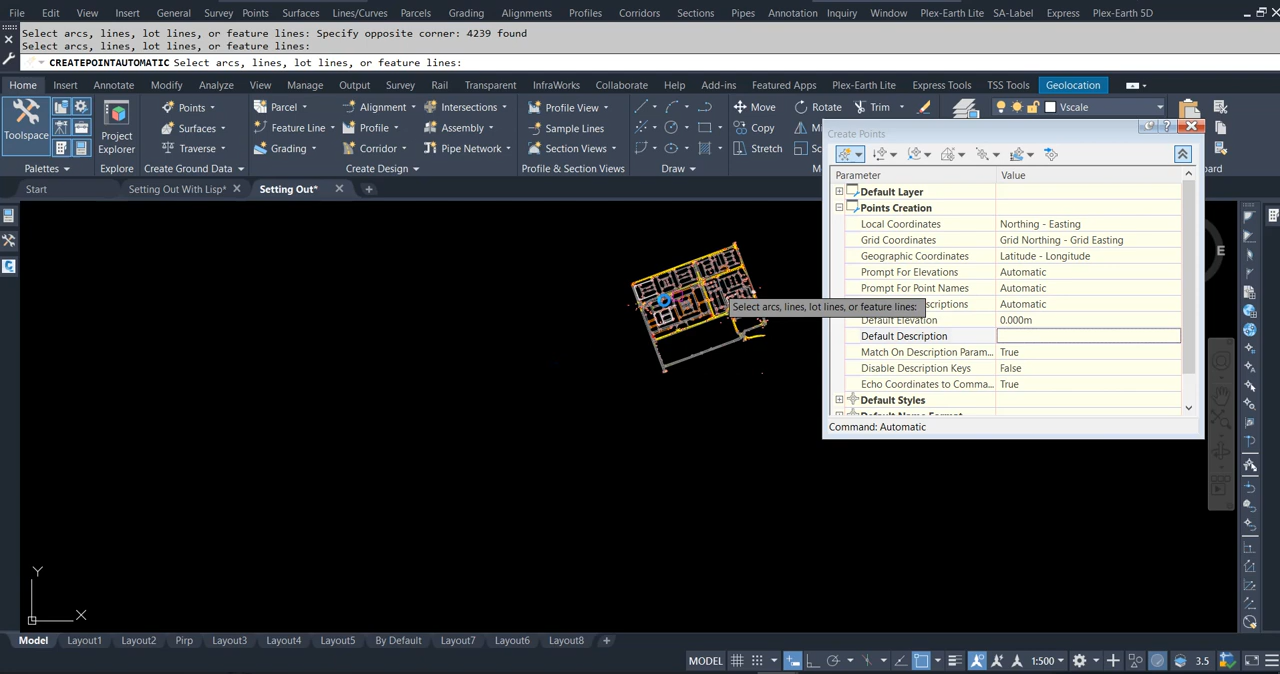 File Edit View Insert General Survey Points Surfaces Lines/Curves Parcels Grading Alignments Profiles Corridors Sections Pipes Annotation Inquiry Window Plex-Earth Lite SA-Label Express Plex-Earth 5D
Select arcs, lines, lot lines, or feature lines: Specify opposite corner: 4239 found
Select arcs, lines, lot lines, or feature lines:
CREATEPOINTAUTOMATIC Select arcs, lines, lot lines, or feature lines:
Home Insert Annotate Modify Analyze View Manage Output Survey Rail Transparent InfraWorks Collaborate Help Add-ins Featured Apps Plex-Earth Lite Express Tools TSS Tools Geolocation
Toolspace
Project Explorer
Points Parcel Alignment Intersections Profile View Move Rotate Trim Vscale
Surfaces Feature Line Profile Assembly Sample Lines Copy
Traverse Grading Corridor Pipe Network Section Views Stretch
Palettes Explore Create Ground Data Create Design Profile & Section Views Draw
Start Setting Out With Lisp* Setting Out*
Create Points
Parameter Value
Default Layer
Points Creation
Local Coordinates Northing - Easting
Grid Coordinates Grid Northing - Grid Easting
Geographic Coordinates Latitude - Longitude
Prompt For Elevations Automatic
Prompt For Point Names Automatic
Automatic
Select arcs, lines, lot lines, or feature lines:
Default Elevation 0.000m
Default Description
Match On Description Param... True
Disable Description Keys False
Echo Coordinates to Comma... True
Default Styles
Default Name Format
Command: Automatic
E
Y
X
Model Layout1 Layout2 Pirp Layout3 Layout4 Layout5 By Default Layout7 Layout6 Layout8
MODEL 1:500 3.5